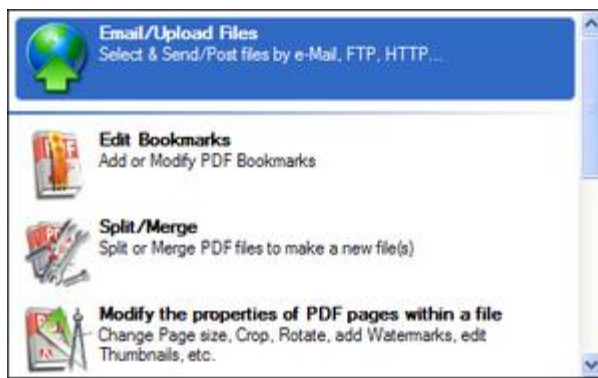 Email/Upload Files
Select & Send/Post files by e-Mail, FTP, HTTP...
Edit Bookmarks
Add or Modify PDF Bookmarks
Split/Merge
Split or Merge PDF files to make a new file(s)
Modify the properties of PDF pages within a file
Change Page size, Crop, Rotate, add Watermarks, edit
Thumbnails, etc.